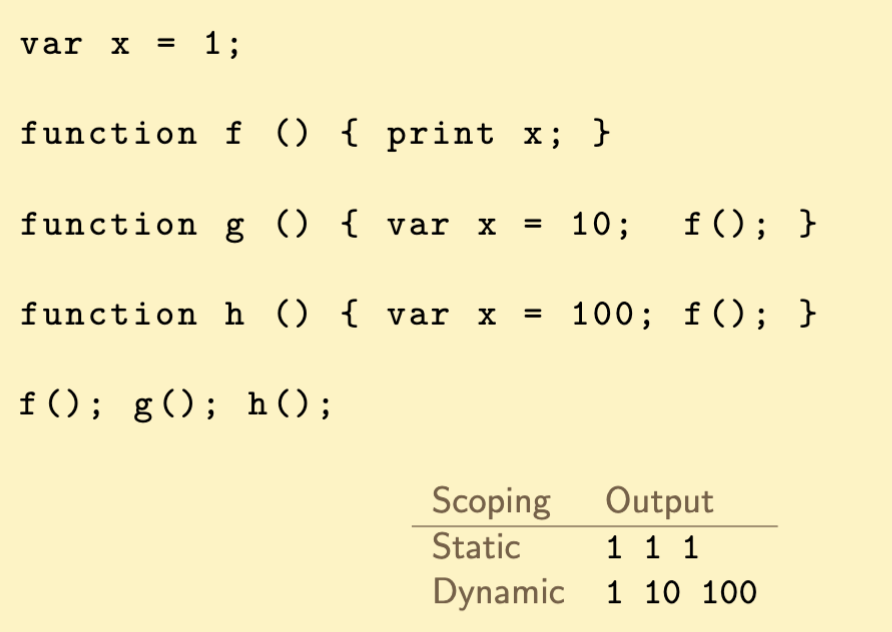 var x = 1;
function f () { print x; }
function g () { var x = 10; f(); }
function h () { var x = 100; f(); }
f(); g(); h();
Scoping Output
Static 1 1 1
Dynamic 1 10 100